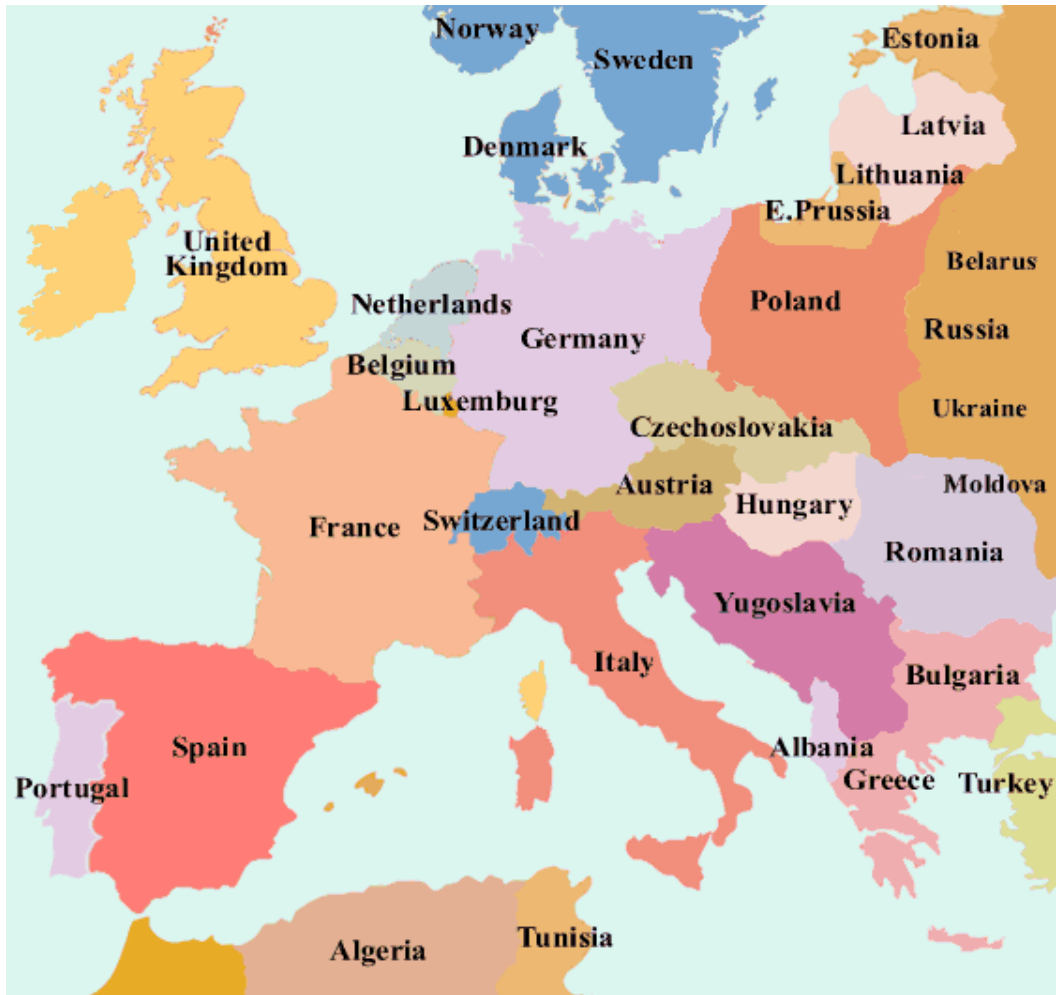 Norway
Sweden
Estonia
Latvia
Denmark
Lithuania
E.Prussia
United
Kingdom
Belarus
Netherlands
Poland
Germany
Russia
Belgium
Luxemburg
Ukraine
Czechoslovakia
Austria
Moldova
Hungary
France
Switzerland
Romania
Yugoslavia
Italy
Bulgaria
Spain
Albania
Portugal
Greece
Turkey
Algeria
Tunisia